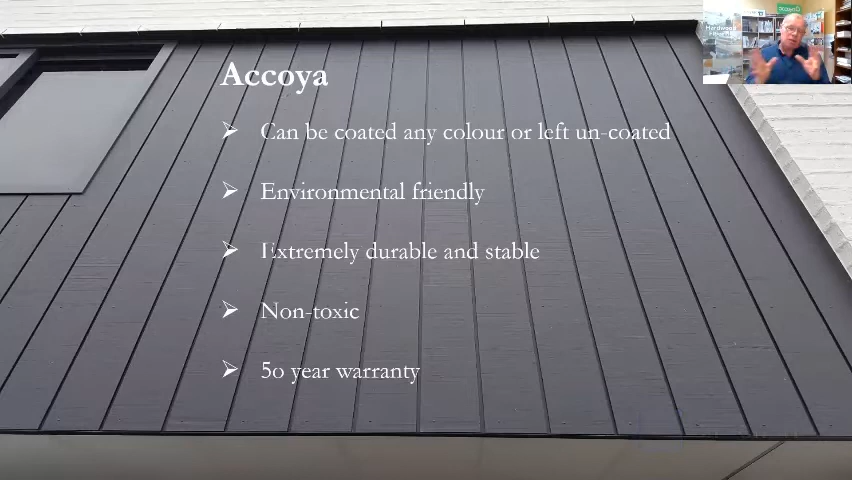 Accoya
Can be coated any colour or left un-coated
Environmental friendly
Extremely durable and stable
Non-toxic
50 year warranty